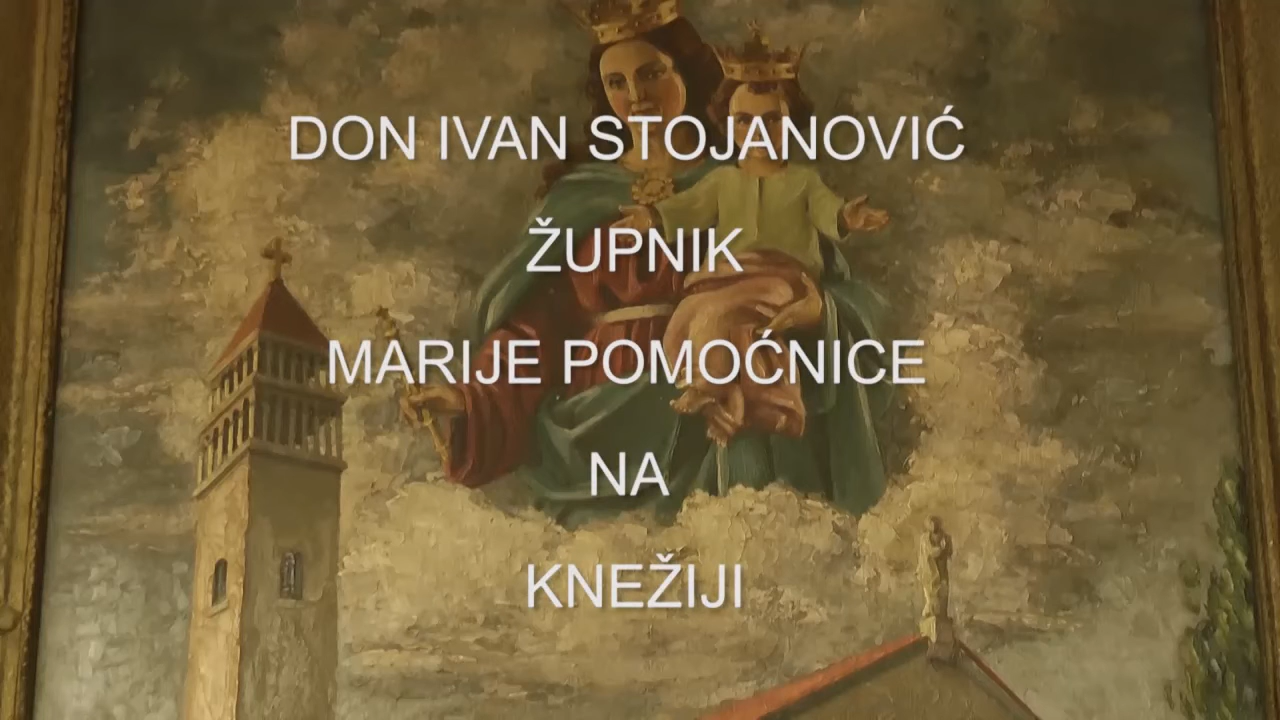 DON IVAN STOJANOVIĆ
ŽUPNIK
MARIJE POMOĆNICE
NA
KNEŽIJI